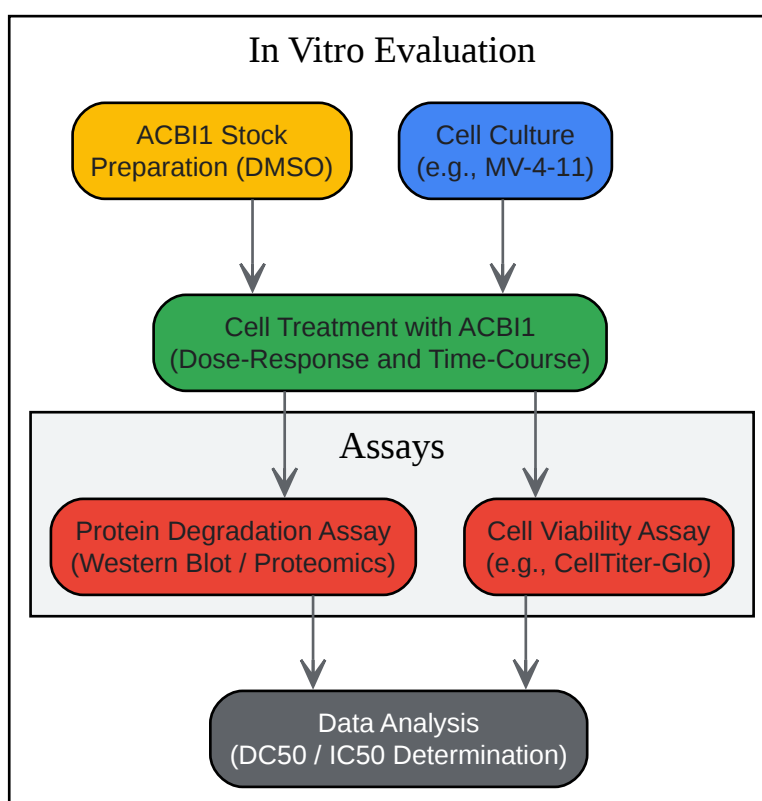 In Vitro Evaluation
ACBI1 Stock
Preparation (DMSO)
Cell Culture
(e.g., MV-4-11)
Cell Treatment with ACBI1
(Dose-Response and Time-Course)
Assays
Protein Degradation Assay
(Western Blot / Proteomics)
Cell Viability Assay
(e.g., CellTiter-Glo)
Data Analysis
(DC50 / IC50 Determination)